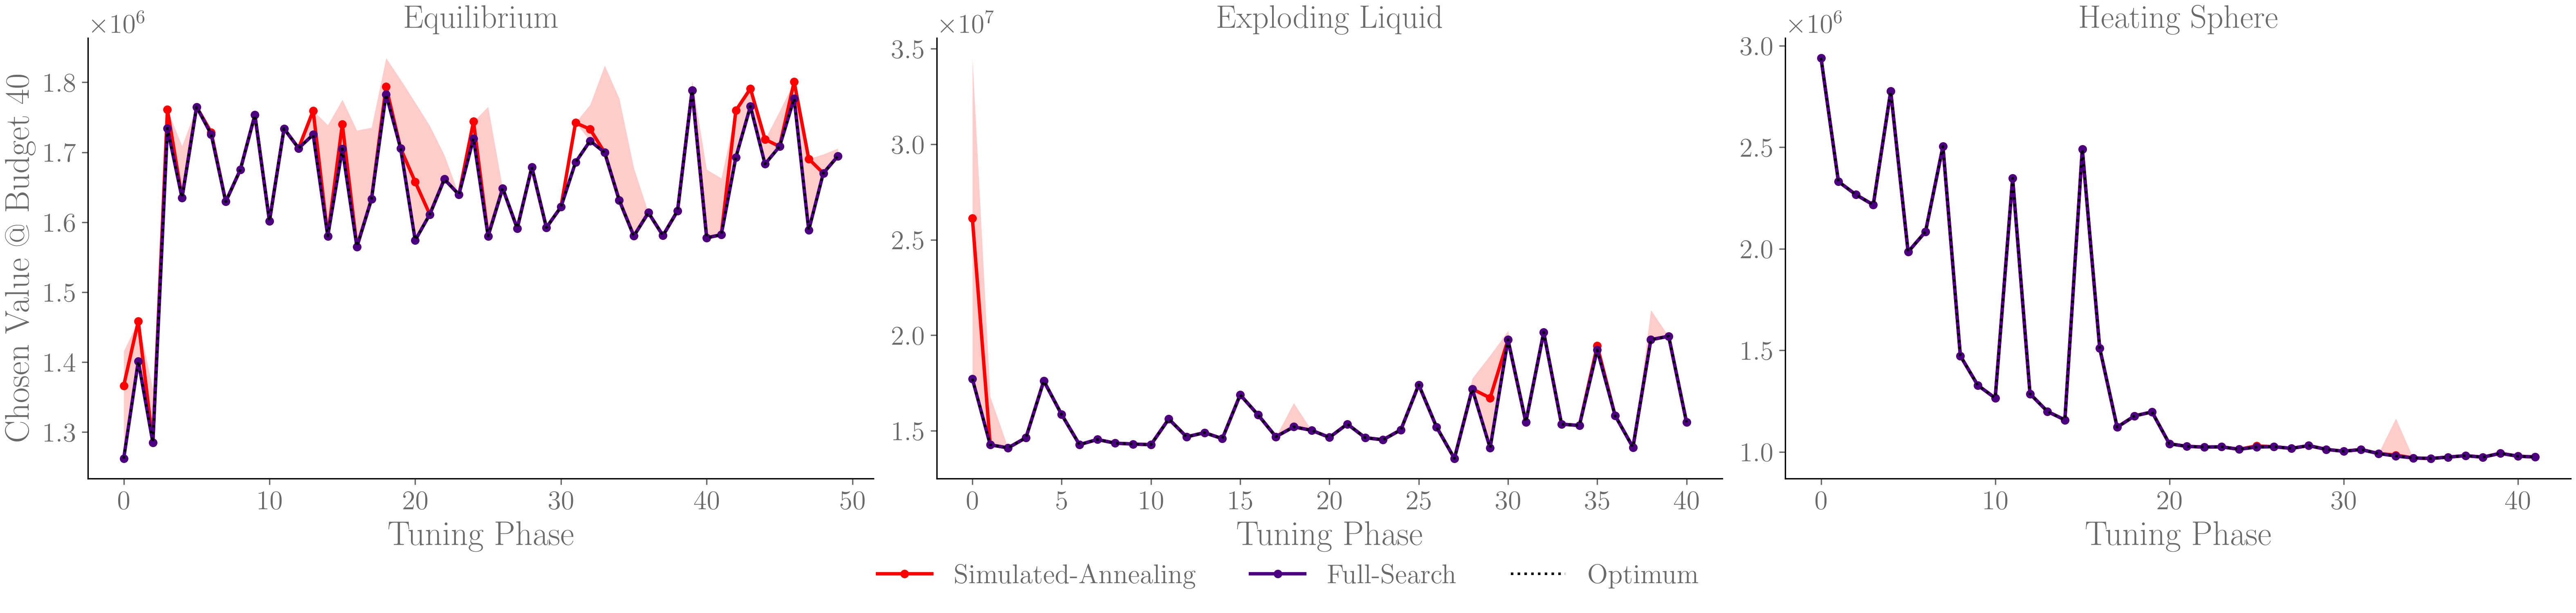 Equilibrium
×10⁶
Chosen Value @ Budget 40
1.8
1.7
1.6
1.5
1.4
1.3
0 10 20 30 40 50
Tuning Phase
Exploding Liquid
×10⁷
3.5
3.0
2.5
2.0
1.5
0 5 10 15 20 25 30 35 40
Tuning Phase
Heating Sphere
×10⁶
3.0
2.5
2.0
1.5
1.0
0 10 20 30 40
Tuning Phase
Simulated-Annealing Full-Search Optimum